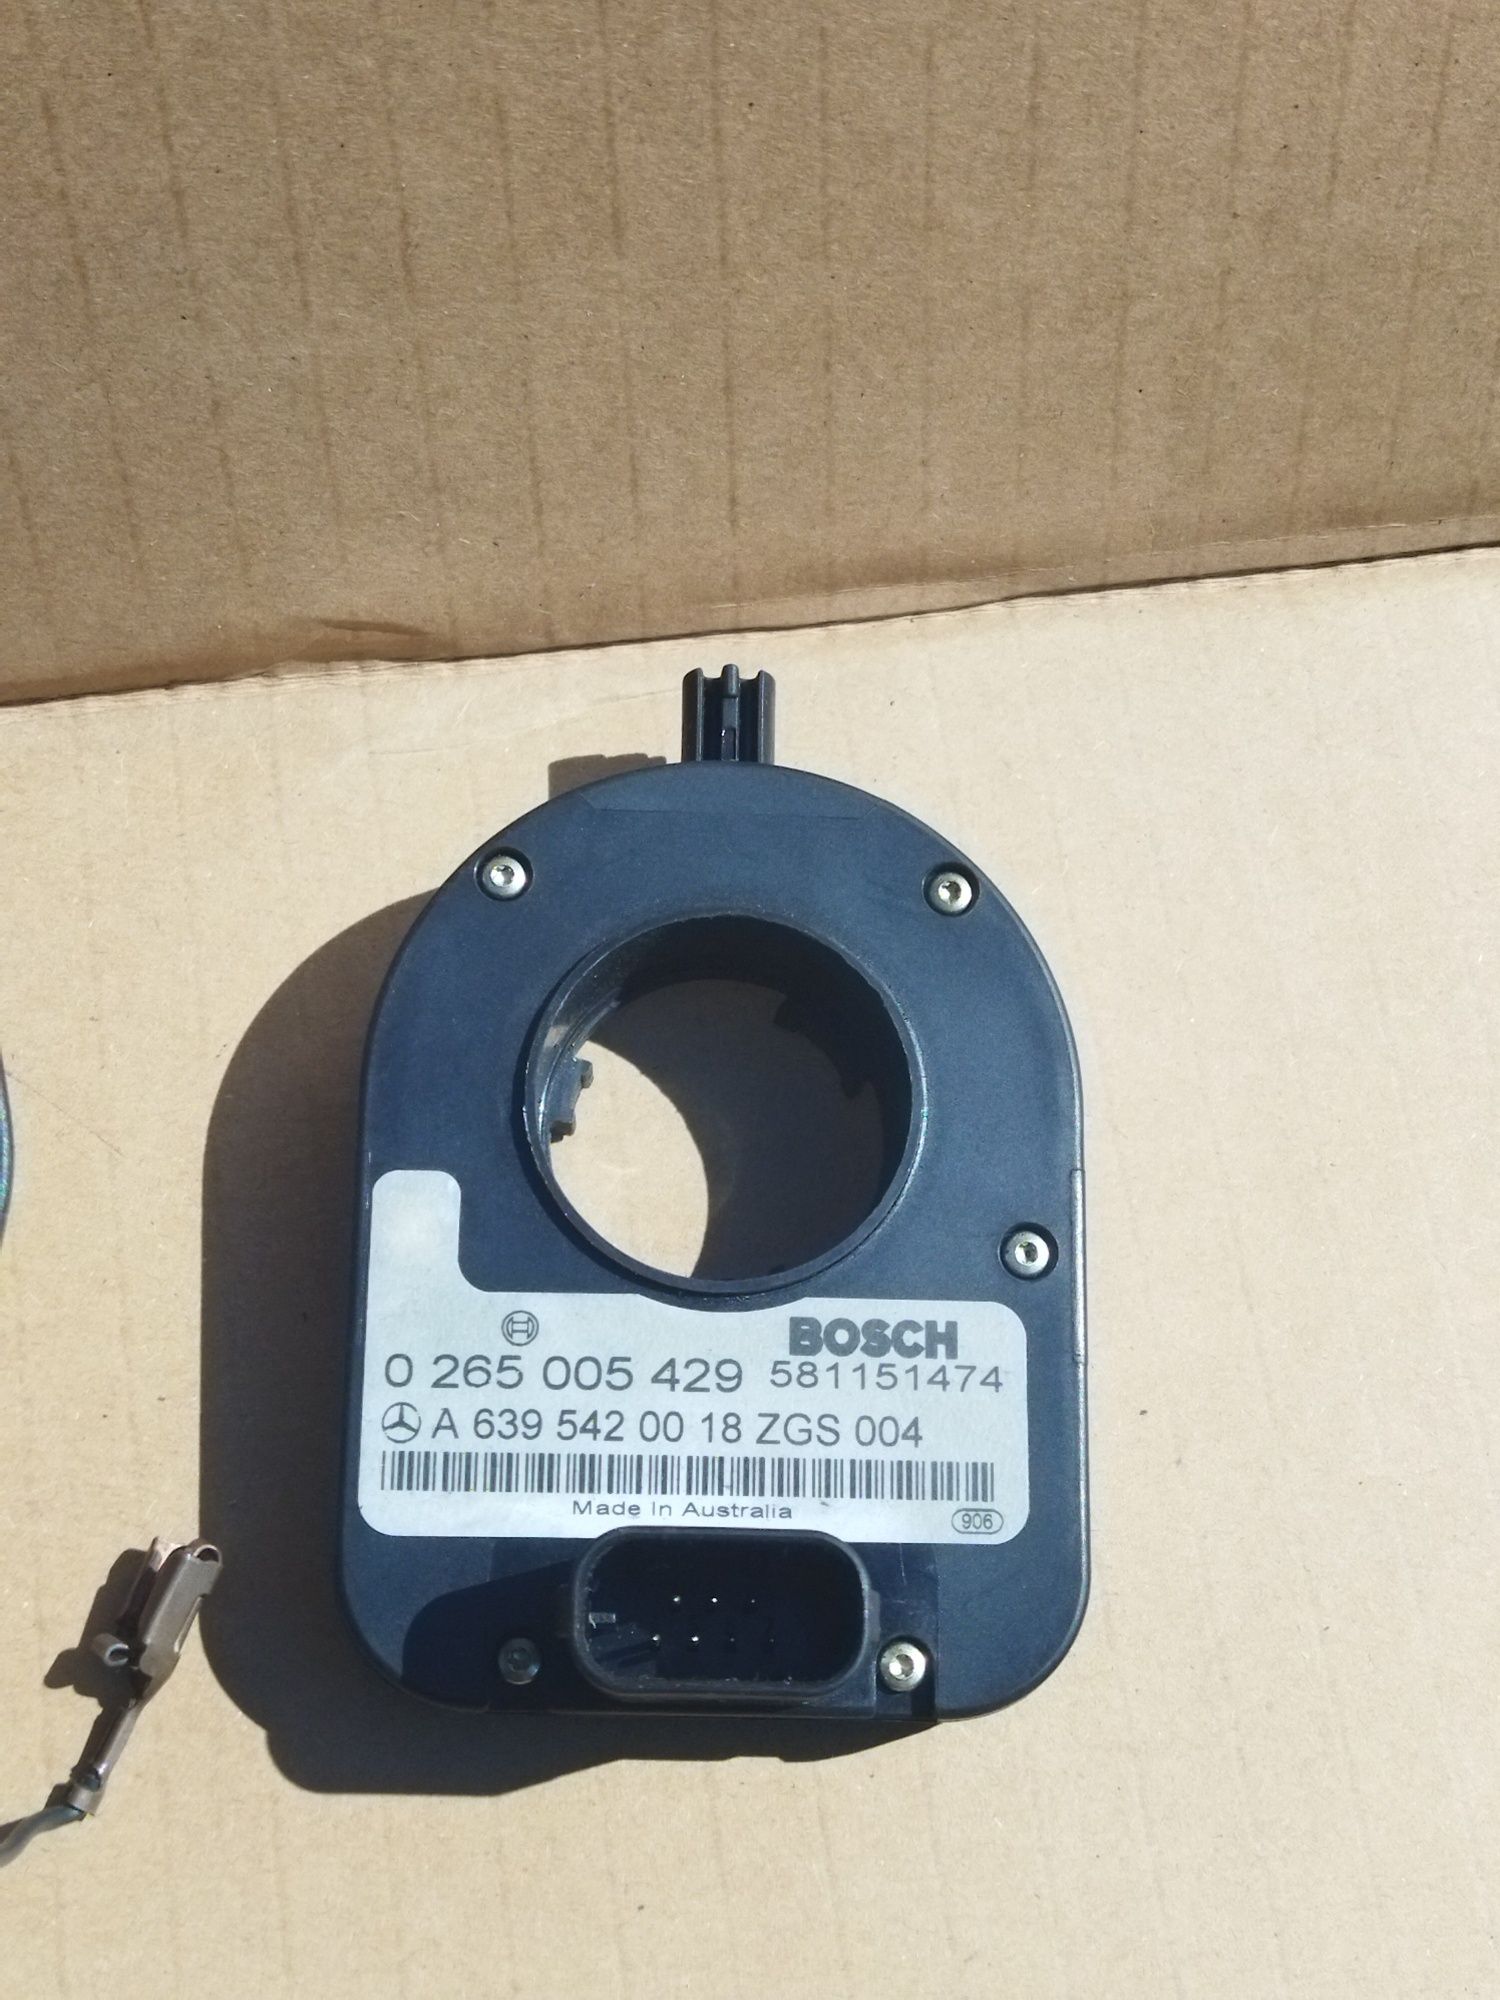 BOSCH
0 265 005 429 581151474
A 639 542 00 18 ZGS 004
Made In Australia
906